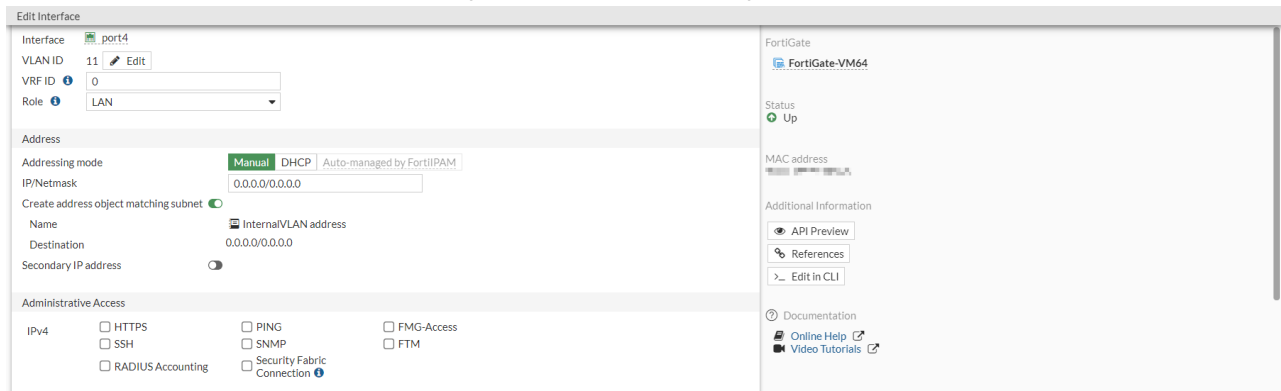 Edit Interface
Interface port4
VLAN ID 11 Edit
VRF ID 0
Role LAN
Address
Addressing mode Manual DHCP Auto-managed by FortiIPAM
IP/Netmask 0.0.0.0/0.0.0.0
Create address object matching subnet
Name InternalVLAN address
Destination 0.0.0.0/0.0.0.0
Secondary IP address
Administrative Access
IPv4 HTTPS PING FMG-Access
SSH SNMP FTM
RADIUS Accounting Security Fabric
Connection
FortiGate
FortiGate-VM64
Status
Up
MAC address
Additional Information
API Preview
References
>_ Edit in CLI
Documentation
Online Help
Video Tutorials